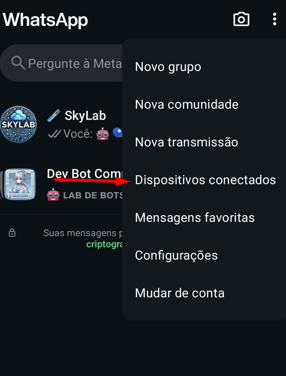 WhatsApp
Pergunte à Meta
Novo grupo
Nova comunidade
SkyLab
Você:
Nova transmissão
Dev Bot Com
Dispositivos conectados
LAB DE BOTS
Mensagens favoritas
Suas mensagens p
criptogra
Configurações
Mudar de conta